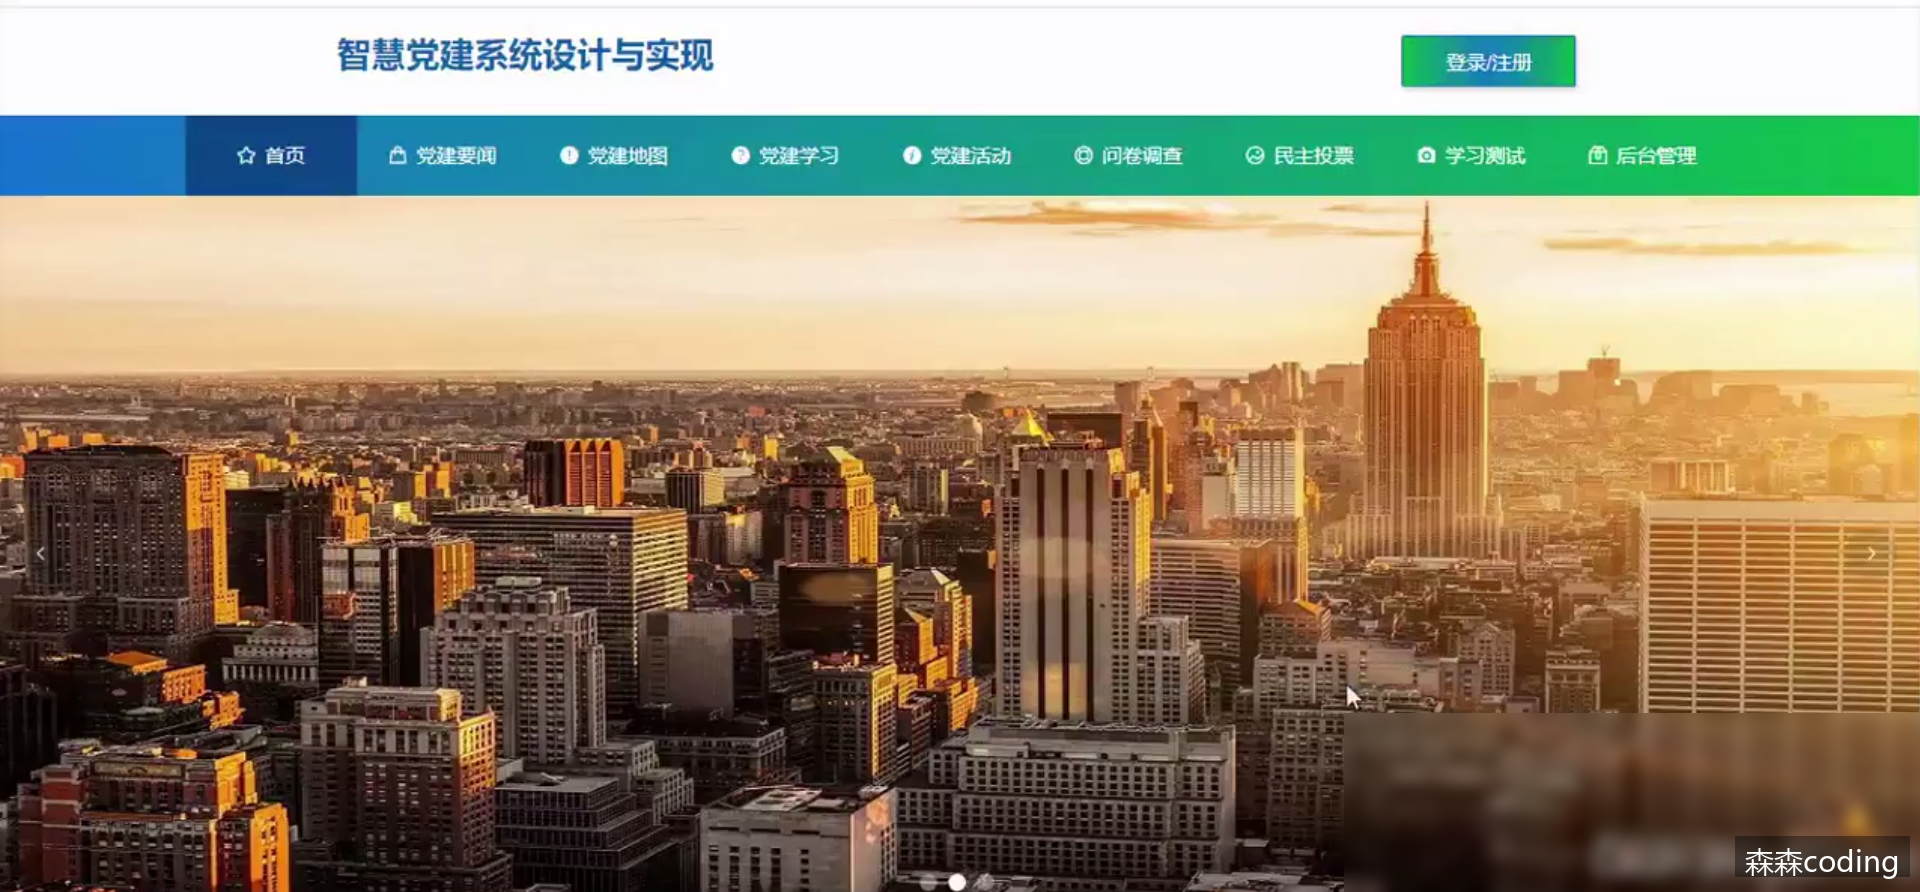 智慧党建系统设计与实现
登录/注册
首页 党建要闻 党建地图 党建学习 党建活动 问卷调查 民主投票 学习测试 后台管理
森森coding